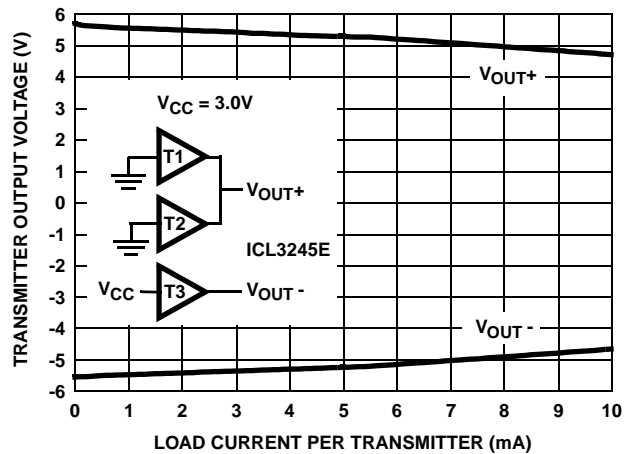 TRANSMITTER OUTPUT VOLTAGE (V)
6
5
4
3
2
1
0
-1
-2
-3
-4
-5
-6
VOUT+
VCC = 3.0V
T1
VOUT+
T2
ICL3245E
VCC
T3
VOUT -
VOUT -
0 1 2 3 4 5 6 7 8 9 10
LOAD CURRENT PER TRANSMITTER (mA)